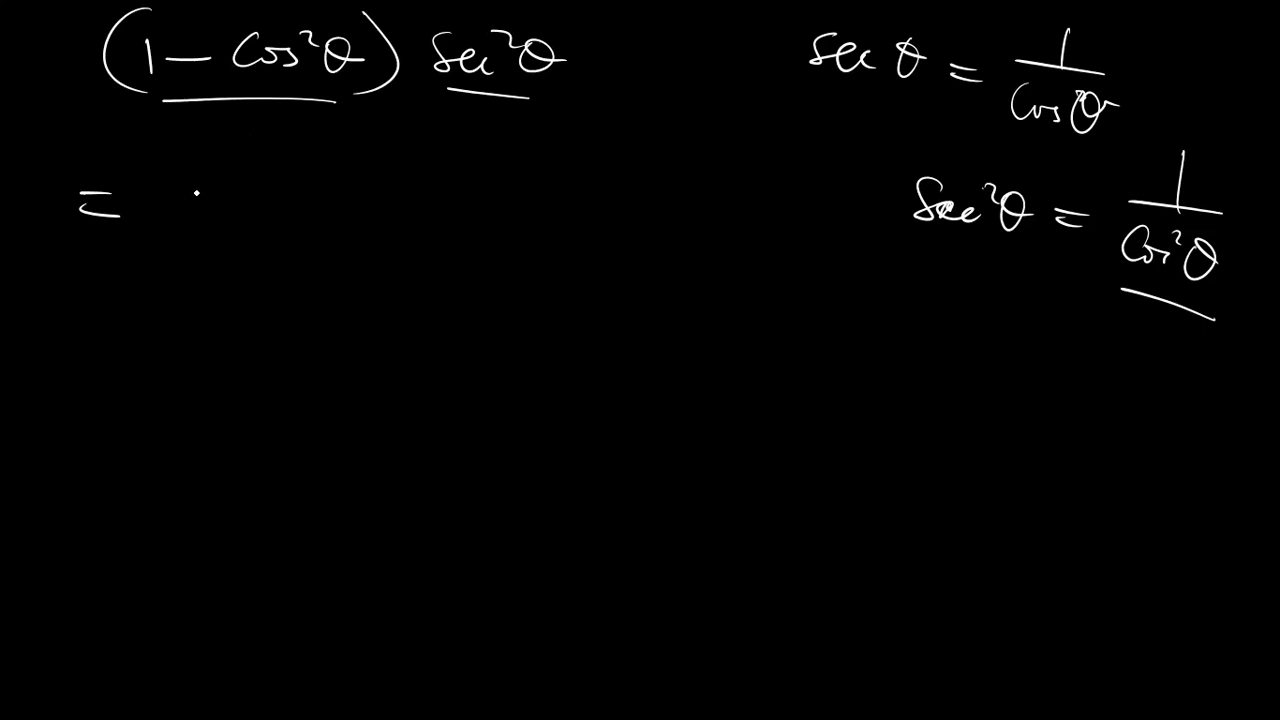 (1 − Cos²θ) Sec²θ
=
sec θ = 1/Cosθ
Sec²θ = 1/Cos²θ